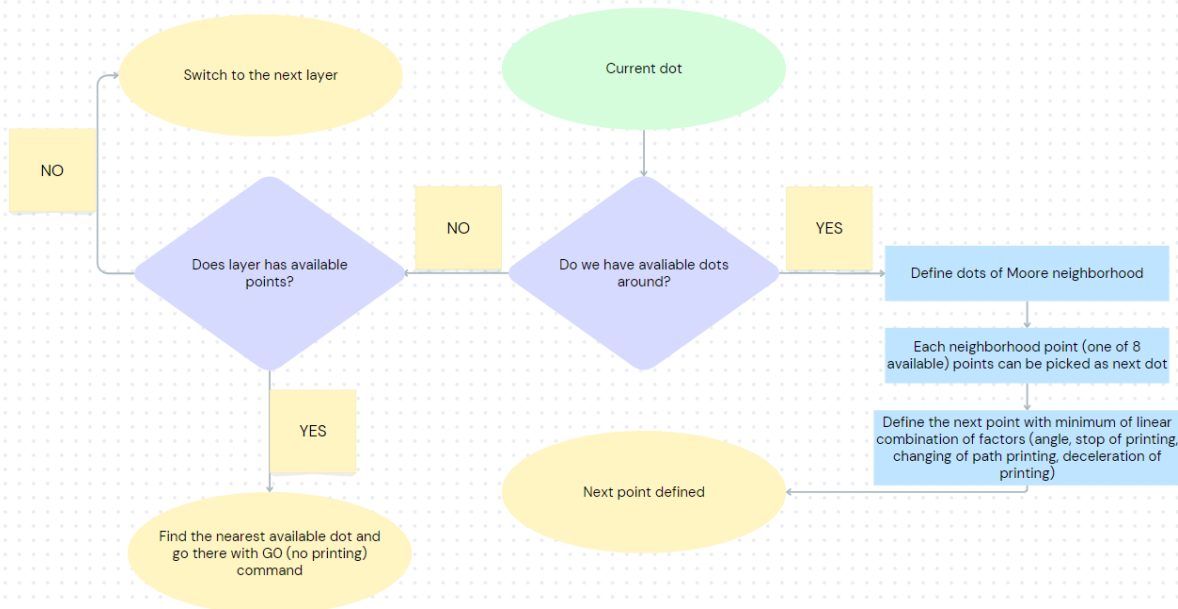 Switch to the next layer
Current dot
NO
NO
YES
Does layer has available
points?
Do we have avaliable dots
around?
Define dots of Moore neighborhood
Each neighborhood point (one of 8
available) points can be picked as next dot
YES
Define the next point with minimum of linear
combination of factors (angle, stop of printing,
changing of path printing, deceleration of
printing)
Next point defined
Find the nearest available dot and
go there with GO (no printing)
command